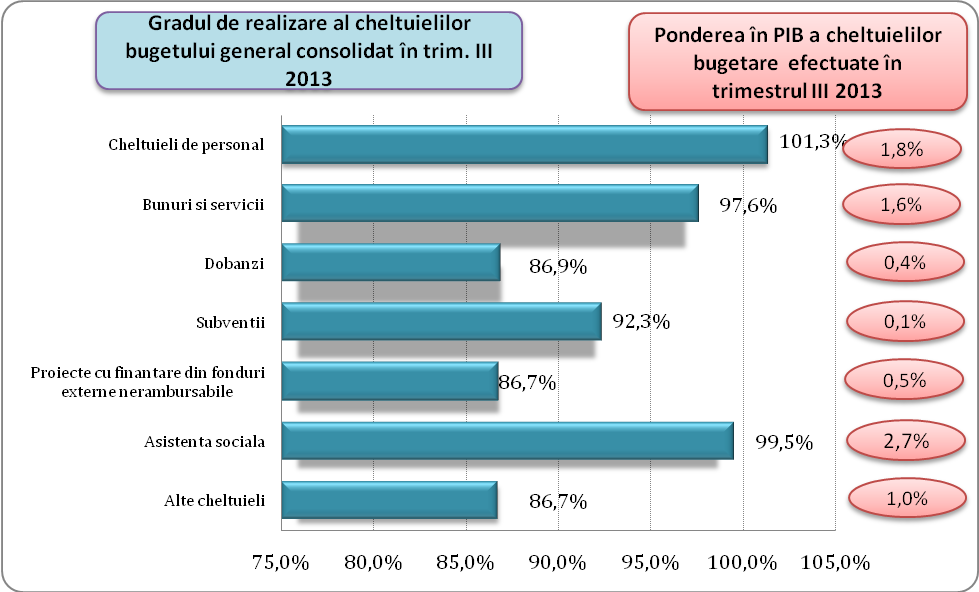 Gradul de realizare al cheltuielilor
bugetului general consolidat în trim. III
2013
Ponderea în PIB a cheltuielilor
bugetare efectuate în
trimestrul III 2013
Cheltuieli de personal 101,3% 1,8%
Bunuri si servicii 97,6% 1,6%
Dobanzi 86,9% 0,4%
Subventii 92,3% 0,1%
Proiecte cu finantare din fonduri
externe nerambursabile 86,7% 0,5%
Asistenta sociala 99,5% 2,7%
Alte cheltuieli 86,7% 1,0%
75,0% 80,0% 85,0% 90,0% 95,0% 100,0% 105,0%